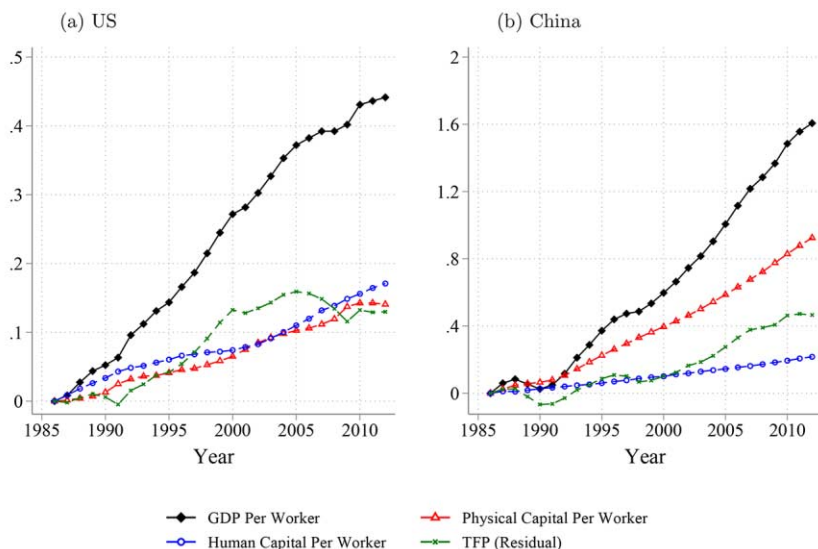 (a) US
(b) China
.5
.4
.3
.2
.1
0
1985 1990 1995 2000 2005 2010
Year
2
1.6
1.2
.8
.4
0
1985 1990 1995 2000 2005 2010
Year
GDP Per Worker
Physical Capital Per Worker
Human Capital Per Worker
TFP (Residual)